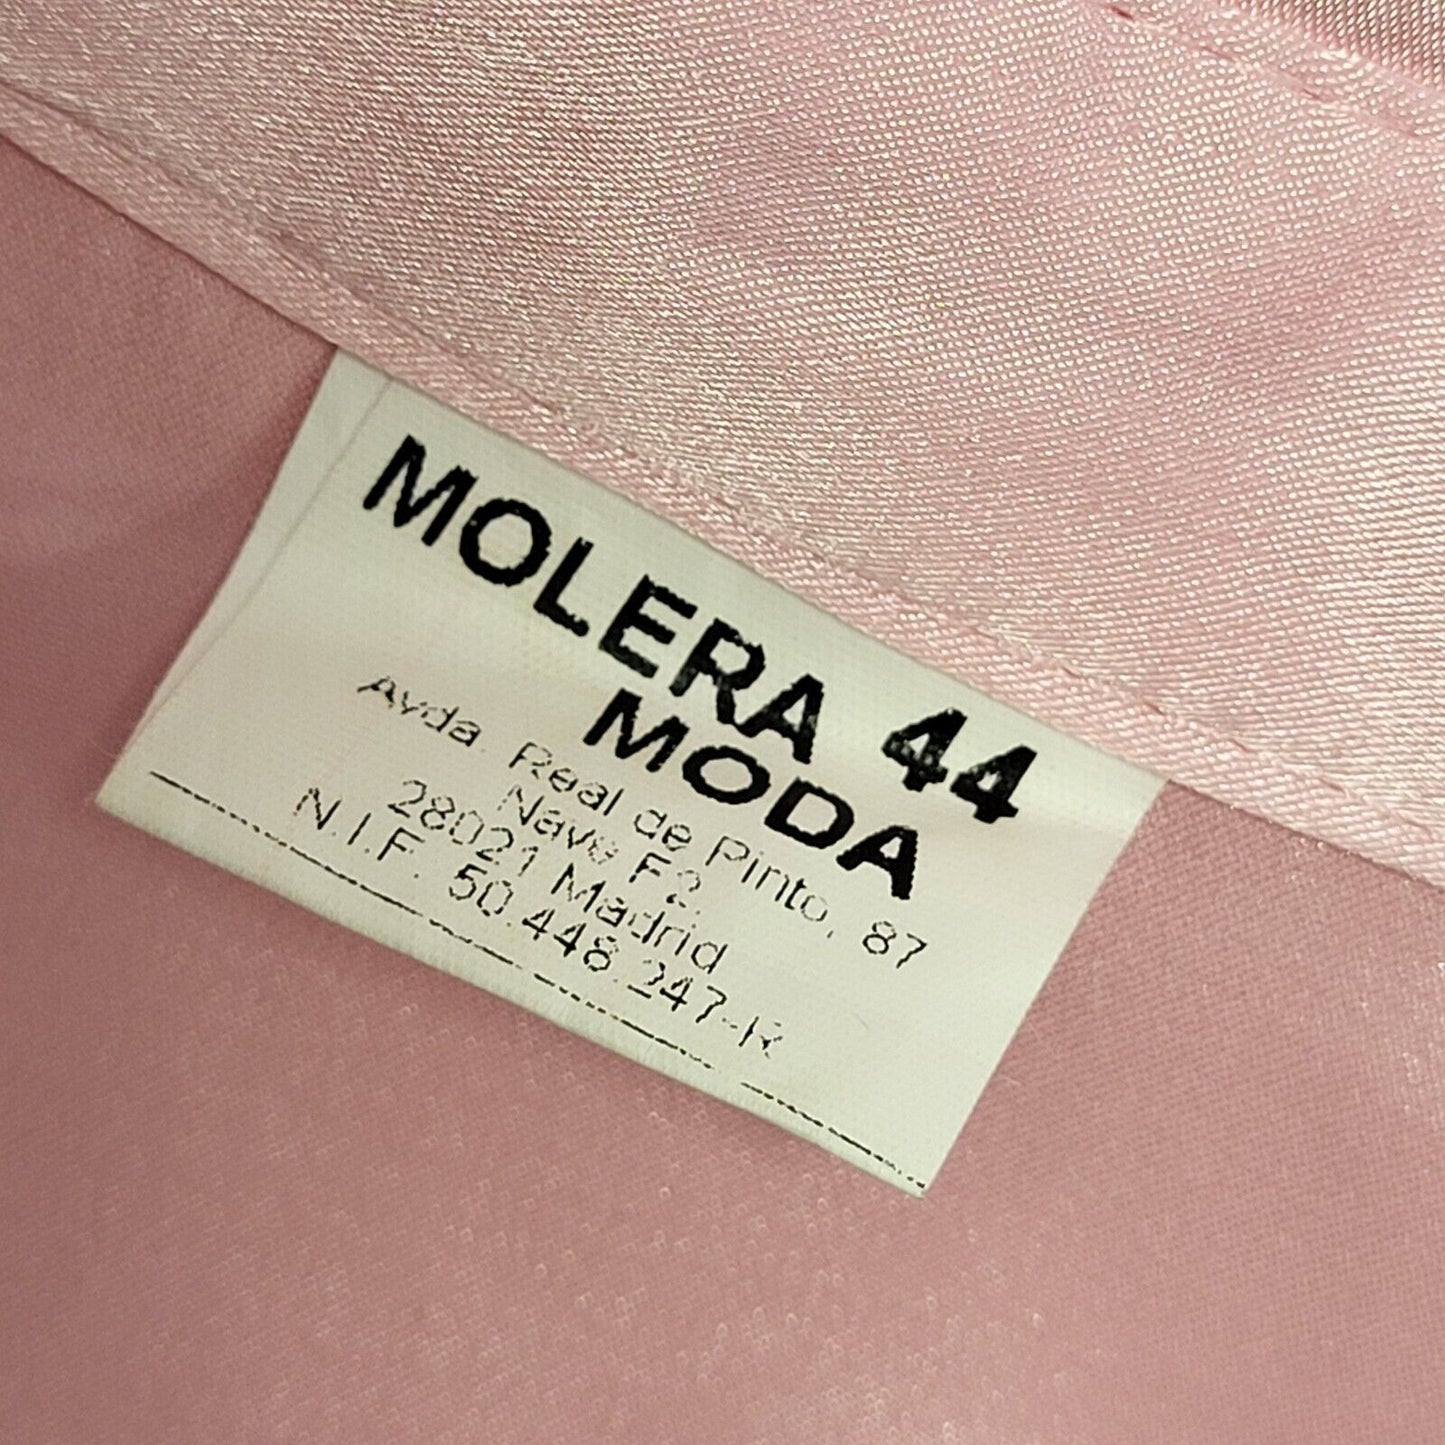 MOLERA 44
MODA
Avda. Real de Pinto, 87
Nave F2,
28021 Madrid
N.I.F. 50.448.247-R